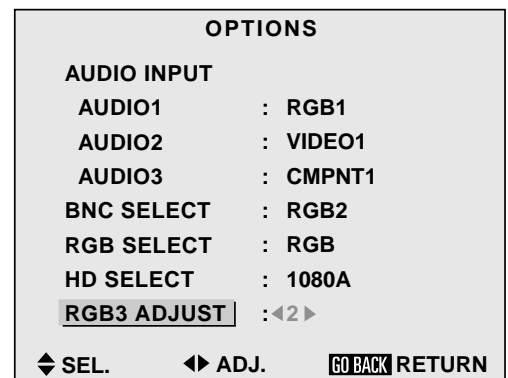 OPTIONS
AUDIO INPUT
AUDIO1 : RGB1
AUDIO2 : VIDEO1
AUDIO3 : CMPNT1
BNC SELECT : RGB2
RGB SELECT : RGB
HD SELECT : 1080A
RGB3 ADJUST : ◀2▶
SEL. ADJ. GO BACK RETURN